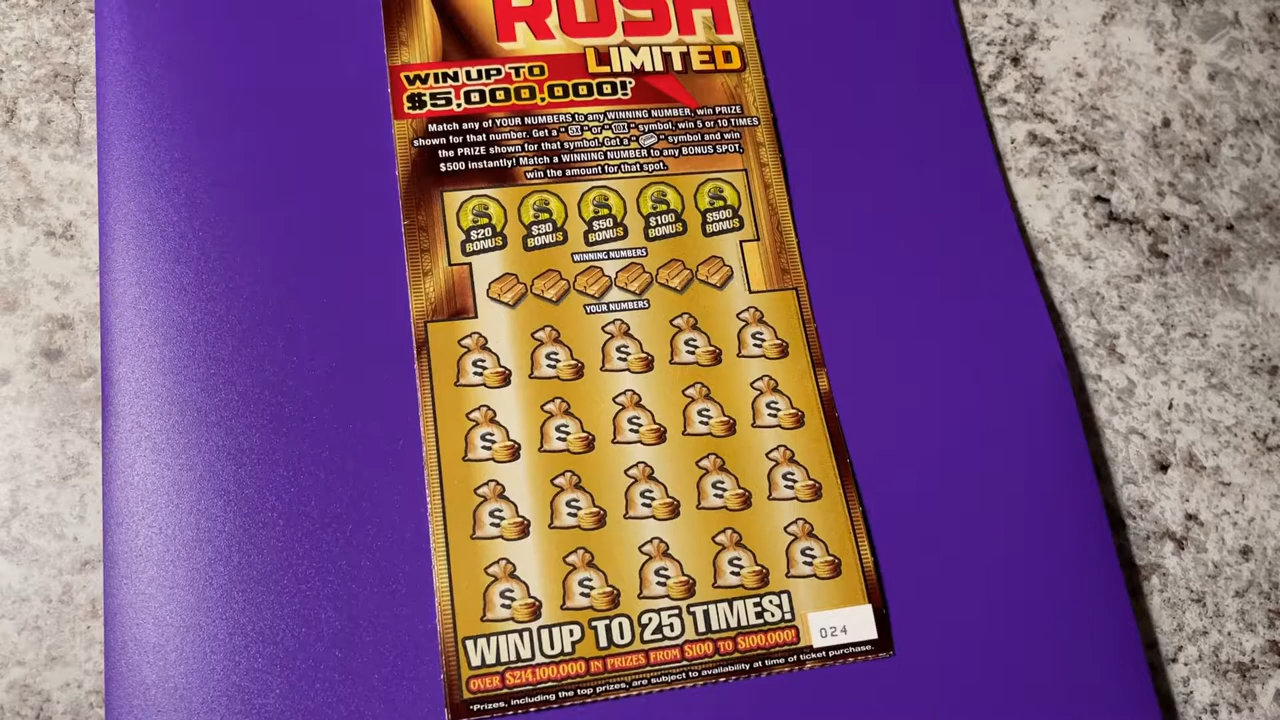 RUSH
LIMITED
WIN UP TO
$5,000,000!*
Match any of YOUR NUMBERS to any WINNING NUMBER, win PRIZE
shown for that number. Get a "5X" or "10X" symbol, win 5 or 10 TIMES
the PRIZE shown for that symbol. Get a " " symbol and win
$500 instantly! Match a WINNING NUMBER to any BONUS SPOT,
win the amount for that spot.
$20 BONUS $30 BONUS $50 BONUS $100 BONUS $500 BONUS
WINNING NUMBERS
YOUR NUMBERS
WIN UP TO 25 TIMES!
OVER $214,100,000 IN PRIZES FROM $100 TO $100,000!
024
*Prizes, including the top prizes, are subject to availability at time of ticket purchase.